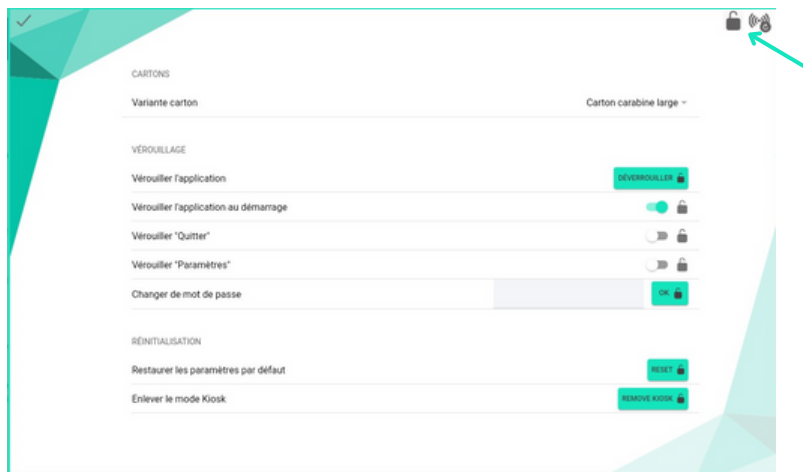 CARTONS
Variante carton Carton carabine large
VÉROUILLAGE
Vérouiller l'application DÉVERROUILLER
Vérouiller l'application au démarrage
Vérouiller "Quitter"
Vérouiller "Paramètres"
Changer de mot de passe OK
RÉINITIALISATION
Restaurer les paramètres par défaut RESET
Enlever le mode Kiosk REMOVE KIOSK